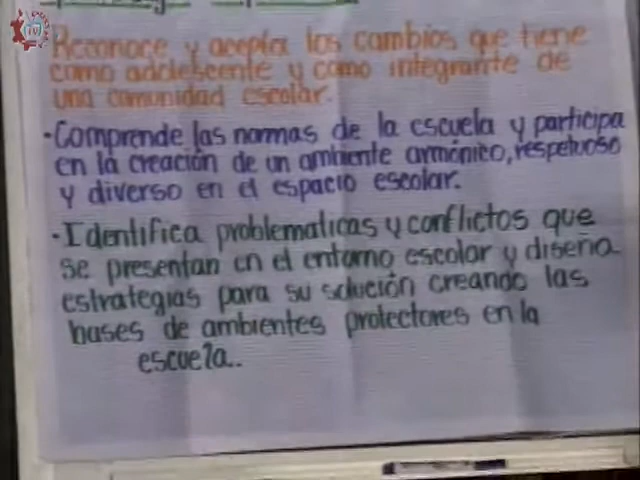 Reconoce y acepta los cambios que tiene
como adolescente y como integrante de
una comunidad escolar.
·Comprende las normas de la escuela y participa
en la creación de un ambiente armónico, respetuoso
y diverso en el espacio escolar.
·Identifica problematicas y conflictos que
se presentan en el entorno escolar y diseña
estrategias para su solución creando las
bases de ambientes protectores en la
escuela..